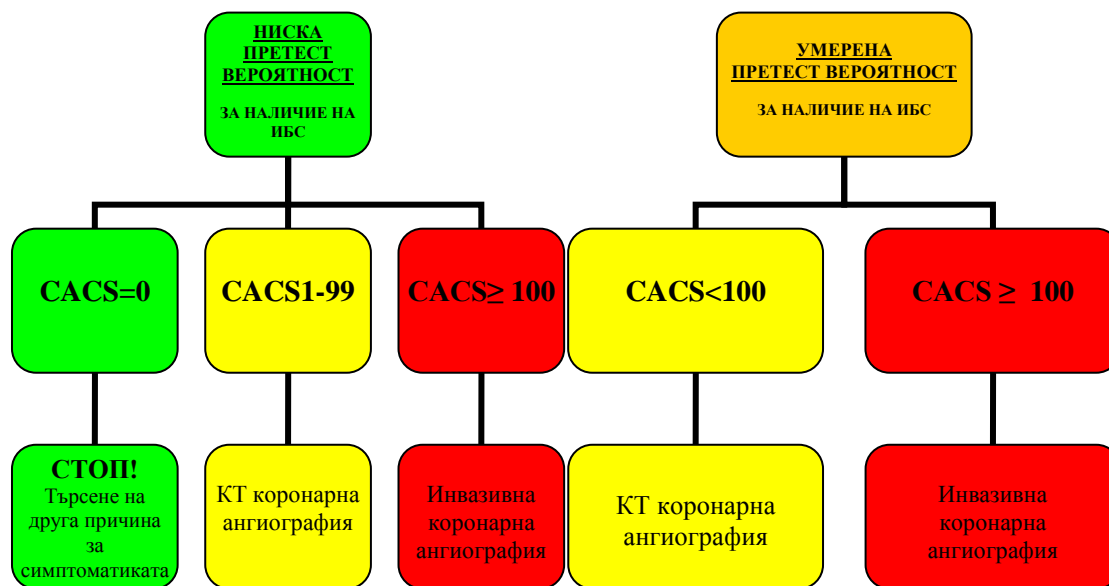 НИСКА
ПРЕТЕСТ
ВЕРОЯТНОСТ
ЗА НАЛИЧИЕ НА
ИБС
УМЕРЕНА
ПРЕТЕСТ ВЕРОЯТНОСТ
ЗА НАЛИЧИЕ НА ИБС
CACS=0
CACS1-99
CACS≥ 100
CACS<100
CACS ≥ 100
СТОП!
Търсене на
друга причина
за
симптоматиката
КТ коронарна
ангиография
Инвазивна
коронарна
ангиография
КТ коронарна
ангиография
Инвазивна
коронарна
ангиография